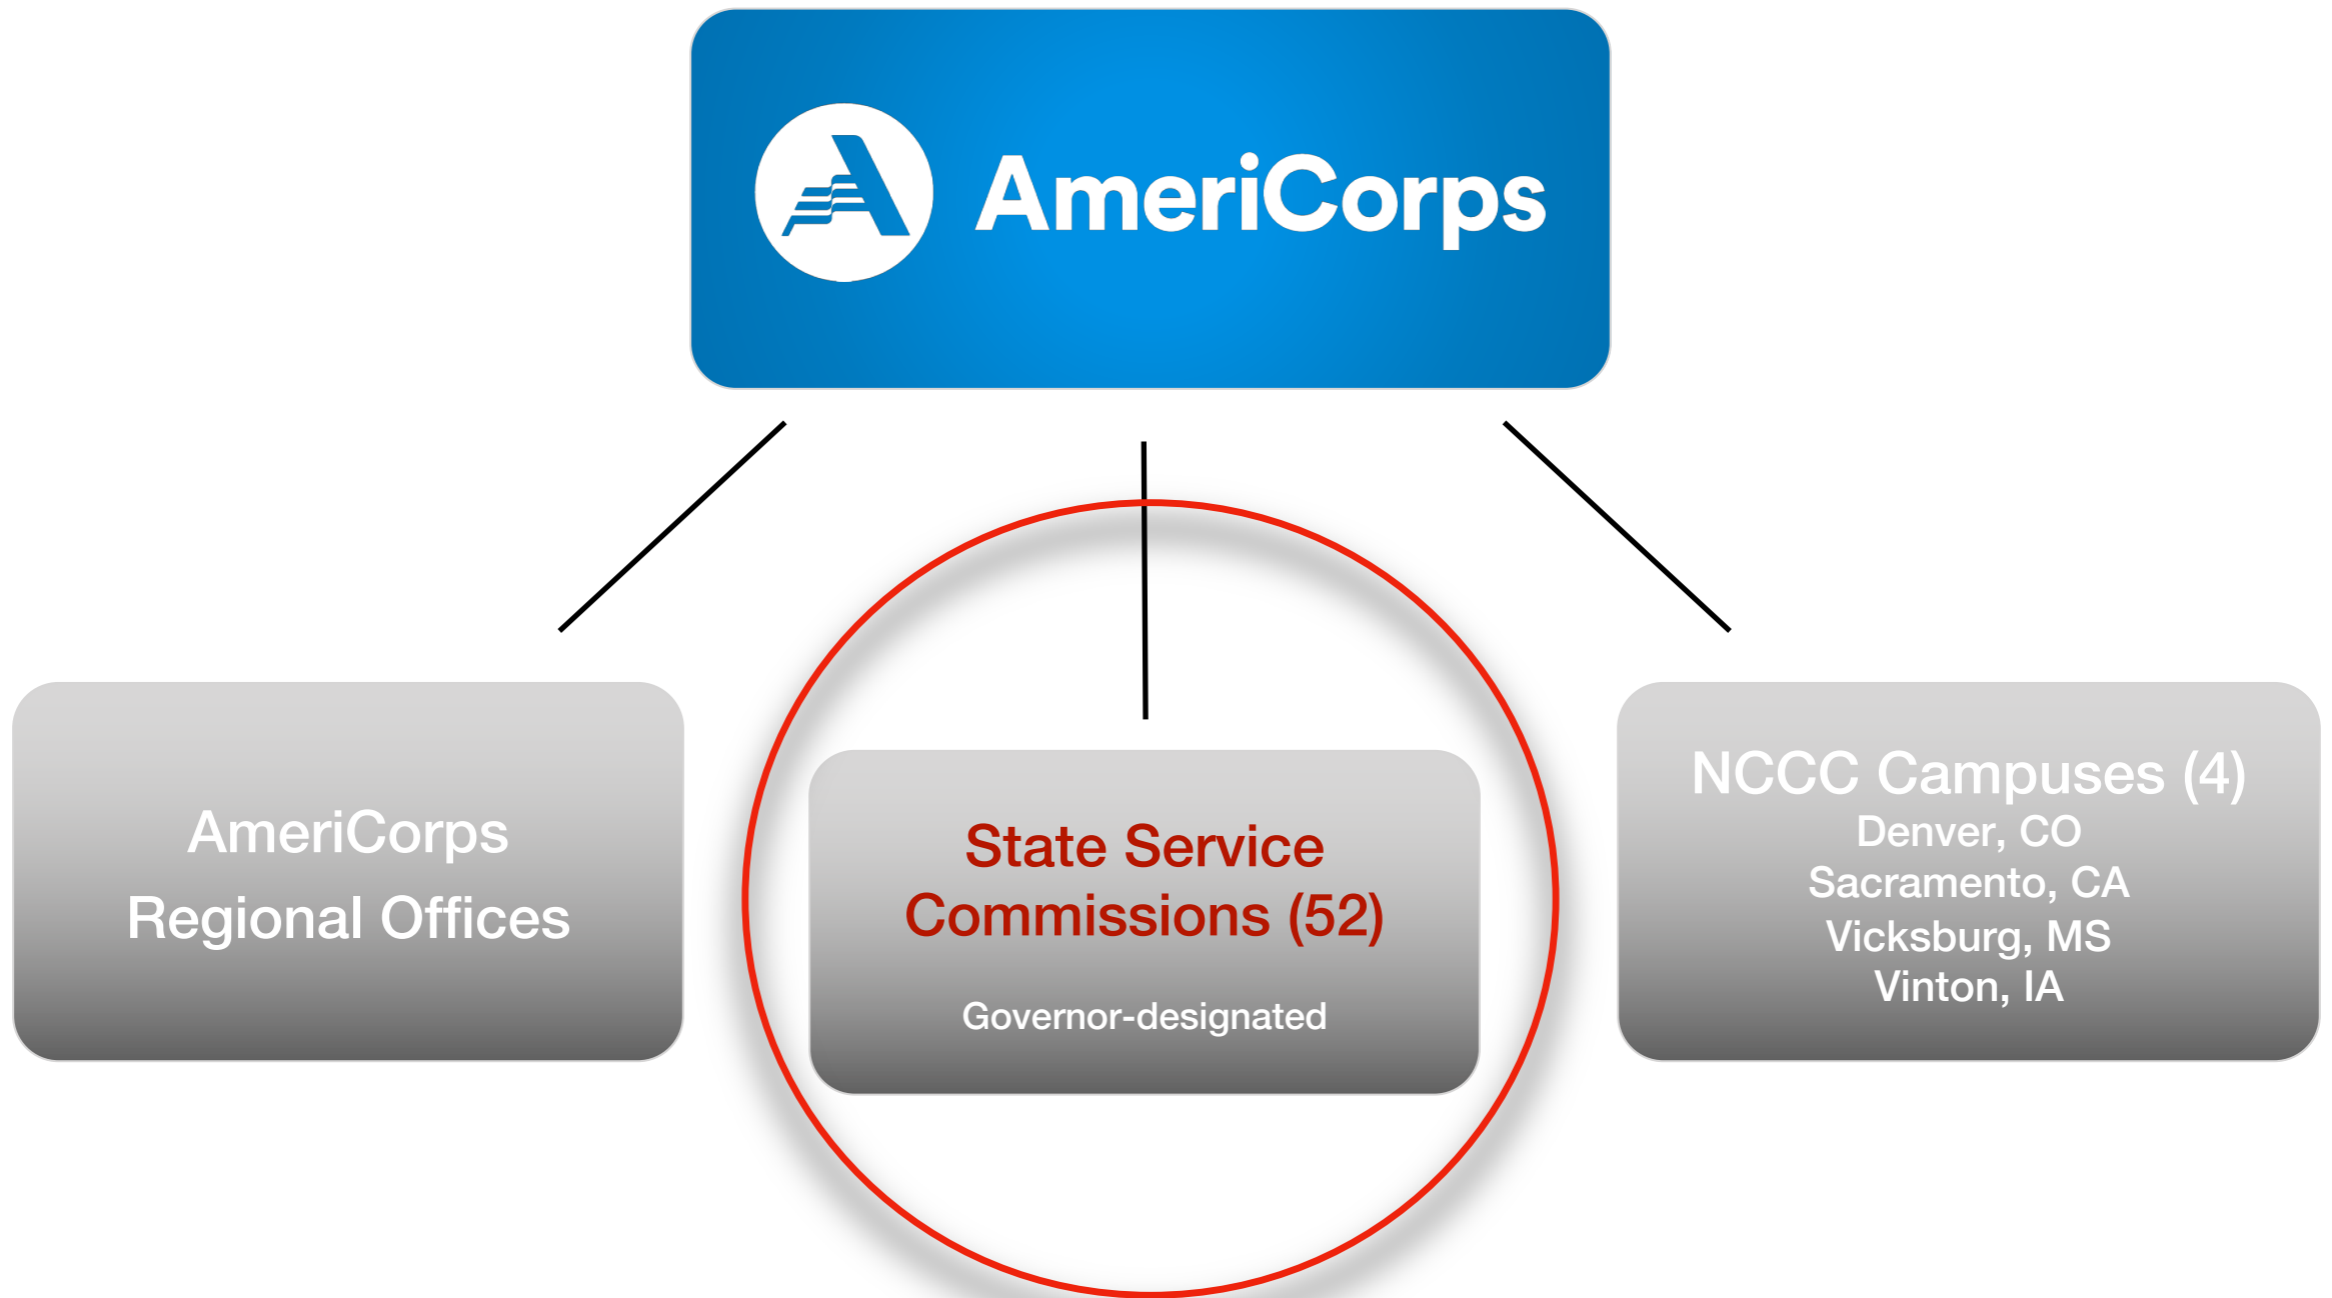 AmeriCorps
AmeriCorps
Regional Offices
State Service
Commissions (52)
Governor-designated
NCCC Campuses (4)
Denver, CO
Sacramento, CA
Vicksburg, MS
Vinton, IA